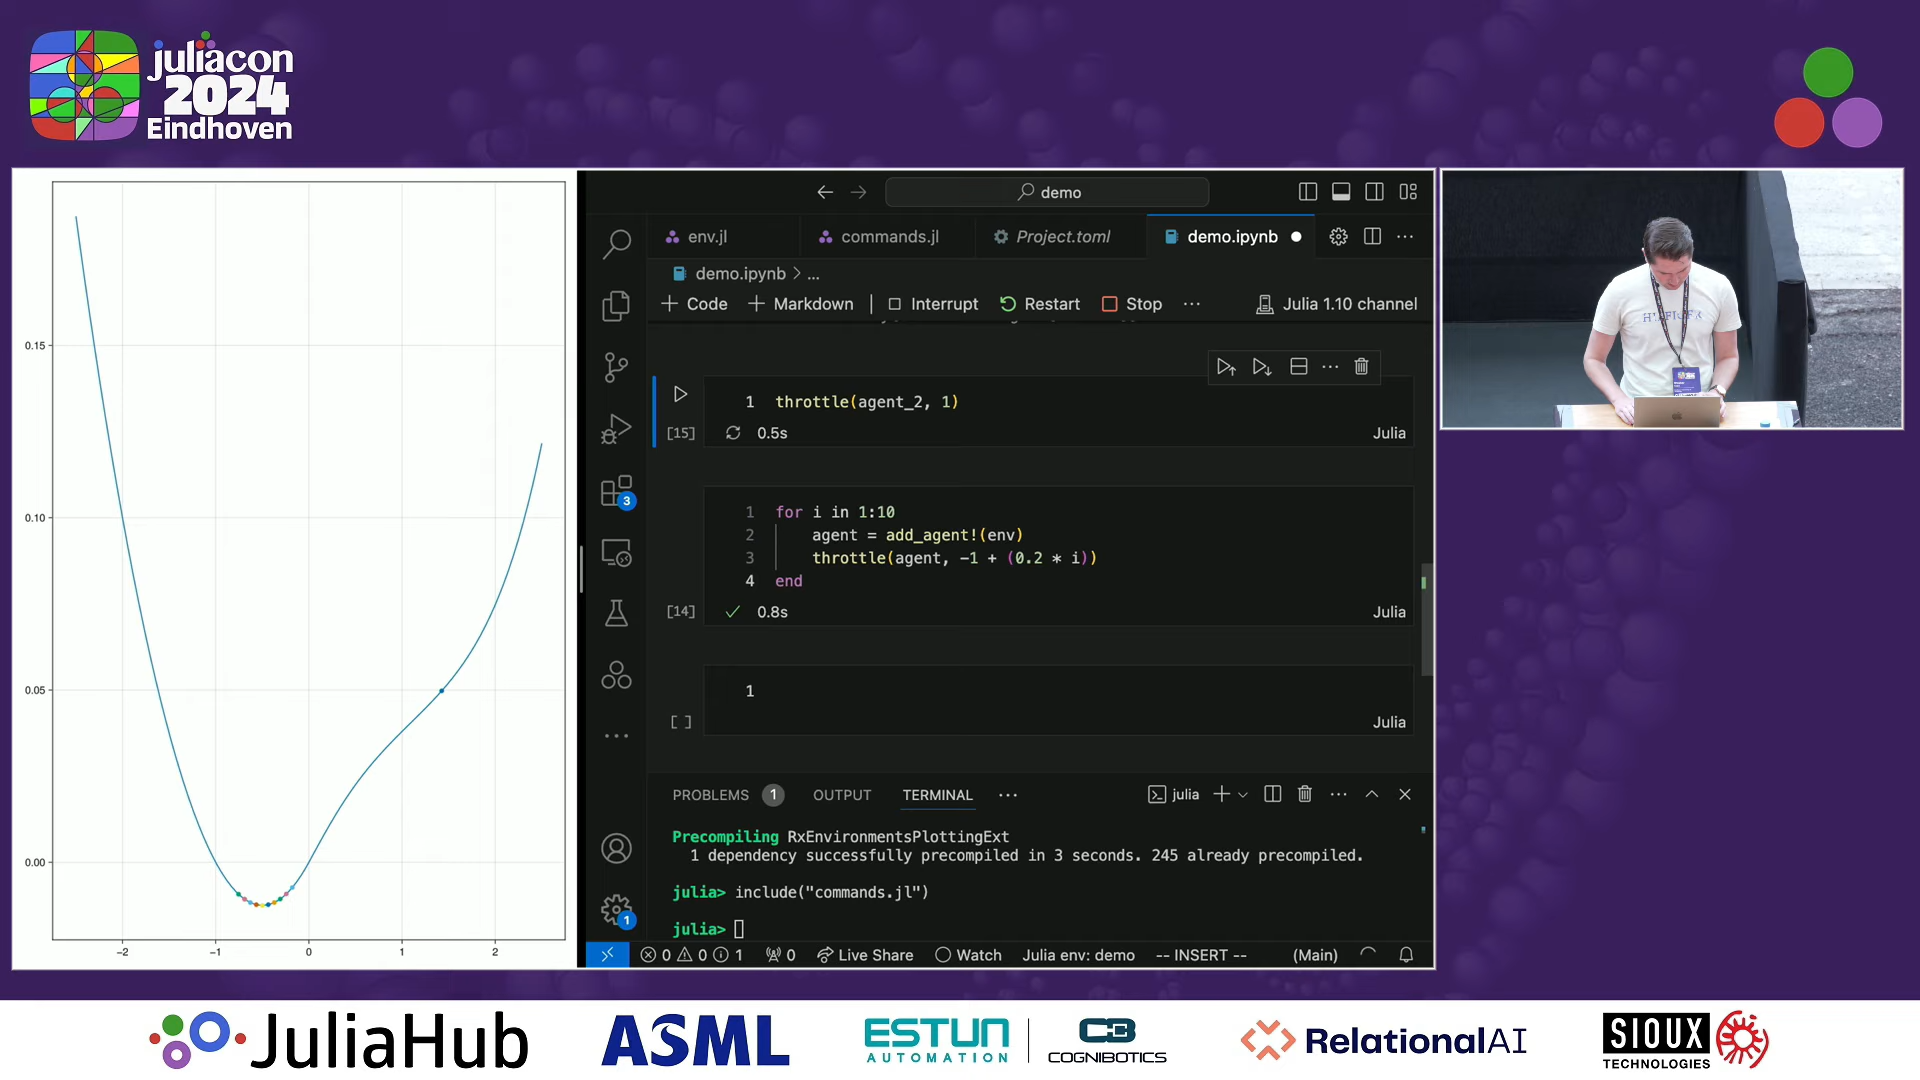 juliacon
2024
Eindhoven
0.15
0.10
0.05
0.00
−2
−1
0
1
2
demo
env.jl
commands.jl
Project.toml
demo.ipynb
demo.ipynb > ...
Code
Markdown
Interrupt
Restart
Stop
Julia 1.10 channel
1 throttle(agent_2, 1)
[15] 0.5s Julia
1 for i in 1:10
2 agent = add_agent!(env)
3 throttle(agent, -1 + (0.2 * i))
4 end
[14] 0.8s Julia
1
[ ] Julia
3
PROBLEMS 1 OUTPUT TERMINAL julia
Precompiling RxEnvironmentsPlottingExt
1 dependency successfully precompiled in 3 seconds. 245 already precompiled.
julia> include("commands.jl")
julia>
1
0 0 1 0 Live Share Watch Julia env: demo -- INSERT -- (Main)
JuliaHub
ASML
ESTUN
AUTOMATION
COGNIBOTICS
RelationalAI
SIOUX
TECHNOLOGIES